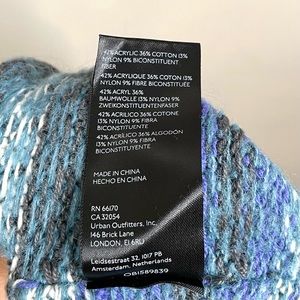 42% ACRYLIC 36% COTTON 13%
NYLON 9% BICONSTITUENT
FIBER
42% ACRYLIQUE 36% COTON 13%
NYLON 9% FIBRE BICONSTITUÉE
42% ACRYL 36%
BAUMWOLLE 13% NYLON 9%
ZWEIKONSTITUENTENFASER
42% ACRILICO 36% COTONE
13% NYLON 9% FIBRA
BICONSTITUENTE
42% ACRÍLICO 36% ALGODÓN
13% NYLON 9% FIBRA
BICONSTITUYENTE
MADE IN CHINA
HECHO EN CHINA
RN 66170
CA 32054
Urban Outfitters, Inc.
146 Brick Lane
LONDON, E1 6RU
Leidsestraat 32, 1017 PB
Amsterdam, Netherlands
OBI589839